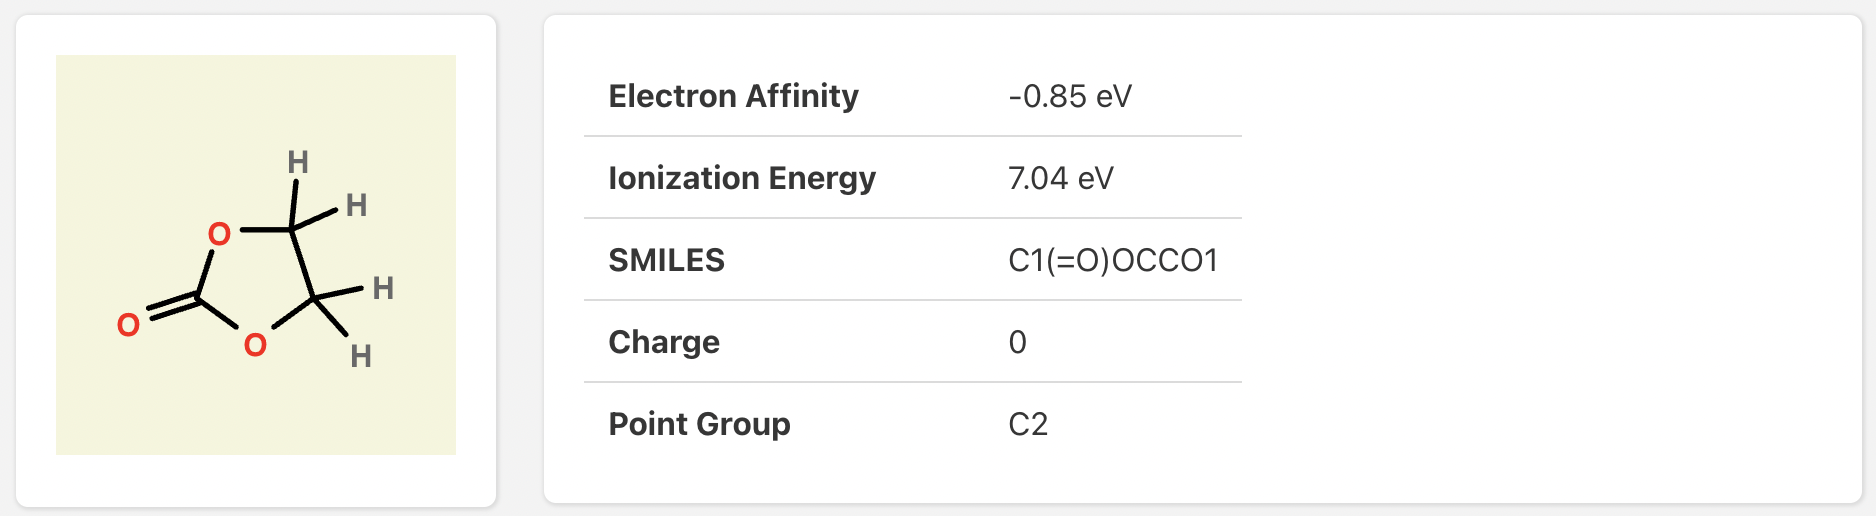 H
H
O
H
O
O
H
Electron Affinity -0.85 eV
Ionization Energy 7.04 eV
SMILES C1(=O)OCCO1
Charge 0
Point Group C2